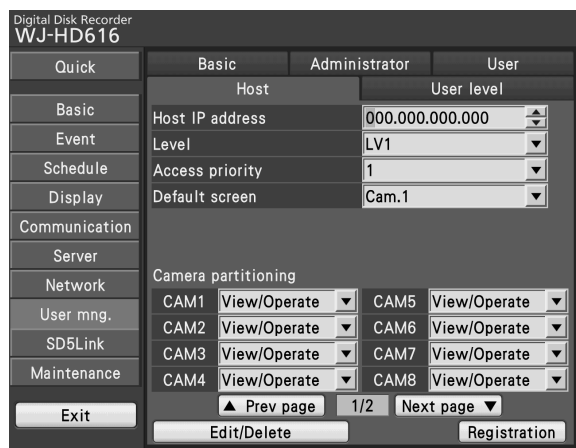 Digital Disk Recorder
WJ-HD616
Quick
Basic
Event
Schedule
Display
Communication
Server
Network
User mng.
SD5Link
Maintenance
Exit
Basic Administrator User
Host User level
Host IP address 000.000.000.000
Level LV1
Access priority 1
Default screen Cam.1
Camera partitioning
CAM1 View/Operate CAM5 View/Operate
CAM2 View/Operate CAM6 View/Operate
CAM3 View/Operate CAM7 View/Operate
CAM4 View/Operate CAM8 View/Operate
▲ Prev page 1/2 Next page ▼
Edit/Delete Registration